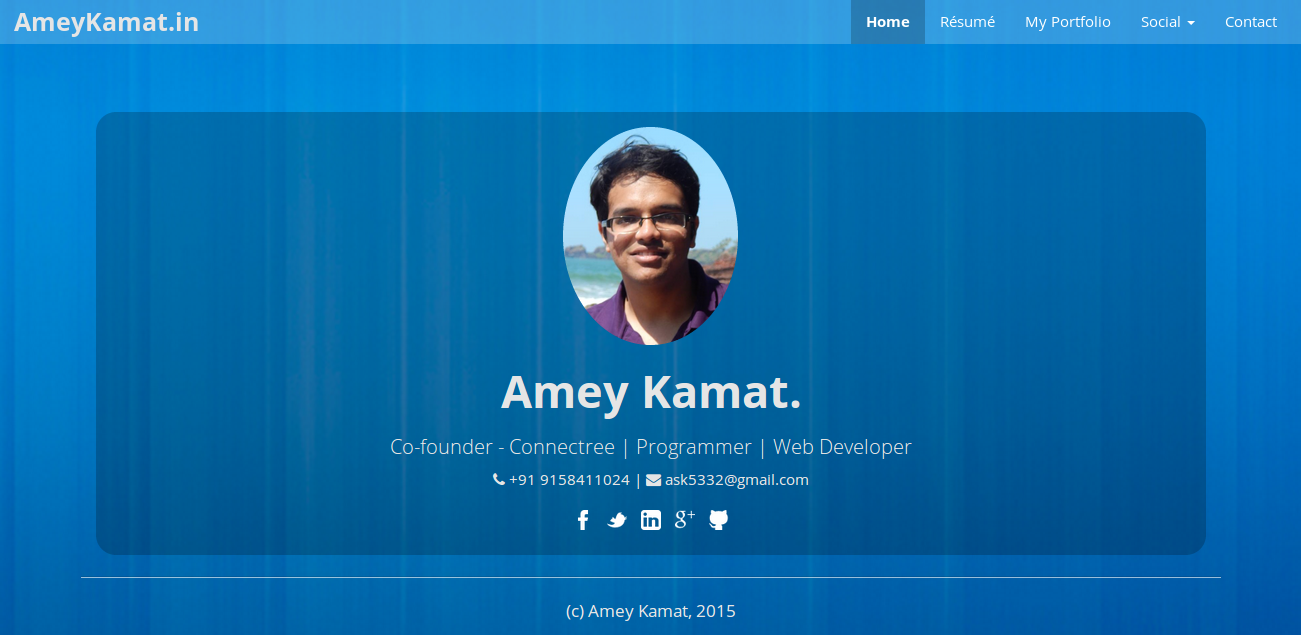 AmeyKamat.in
Home Résumé My Portfolio Social Contact
Amey Kamat.
Co-founder - Connectree | Programmer | Web Developer
+91 9158411024 | ask5332@gmail.com
(c) Amey Kamat, 2015